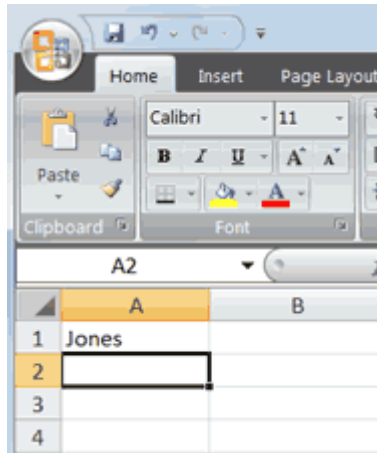 Home Insert Page Layout
Calibri 11
B I U A A
Paste
A
Clipboard Font
A2
A B
1 Jones
2
3
4